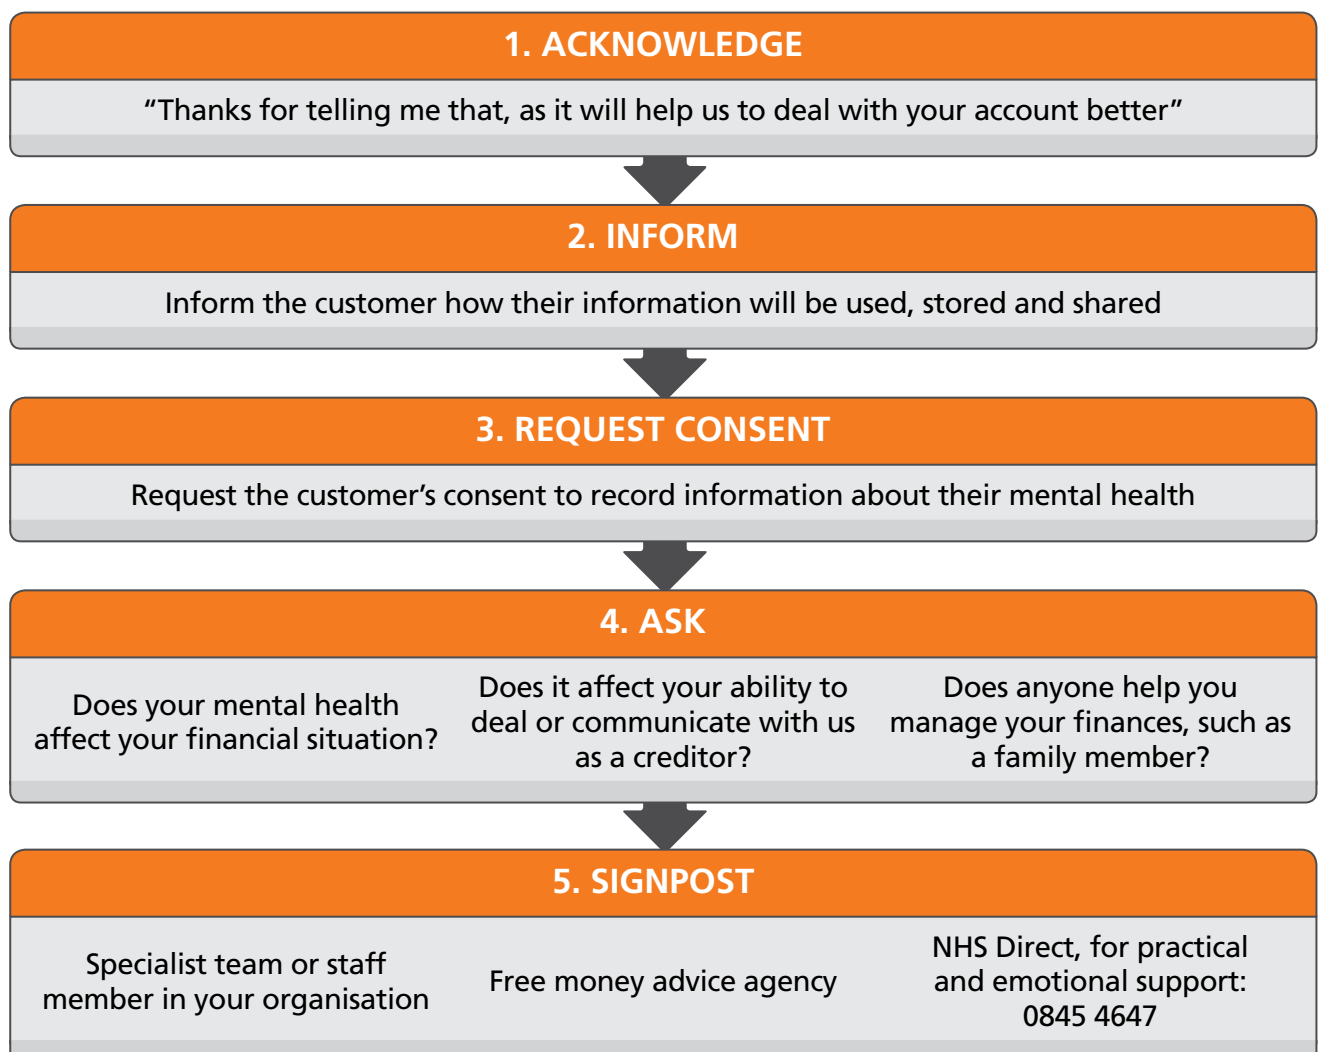 1. ACKNOWLEDGE
“Thanks for telling me that, as it will help us to deal with your account better”
2. INFORM
Inform the customer how their information will be used, stored and shared
3. REQUEST CONSENT
Request the customer’s consent to record information about their mental health
4. ASK
Does your mental health
affect your financial situation?
Does it affect your ability to
deal or communicate with us
as a creditor?
Does anyone help you
manage your finances, such as
a family member?
5. SIGNPOST
Specialist team or staff
member in your organisation
Free money advice agency
NHS Direct, for practical
and emotional support:
0845 4647